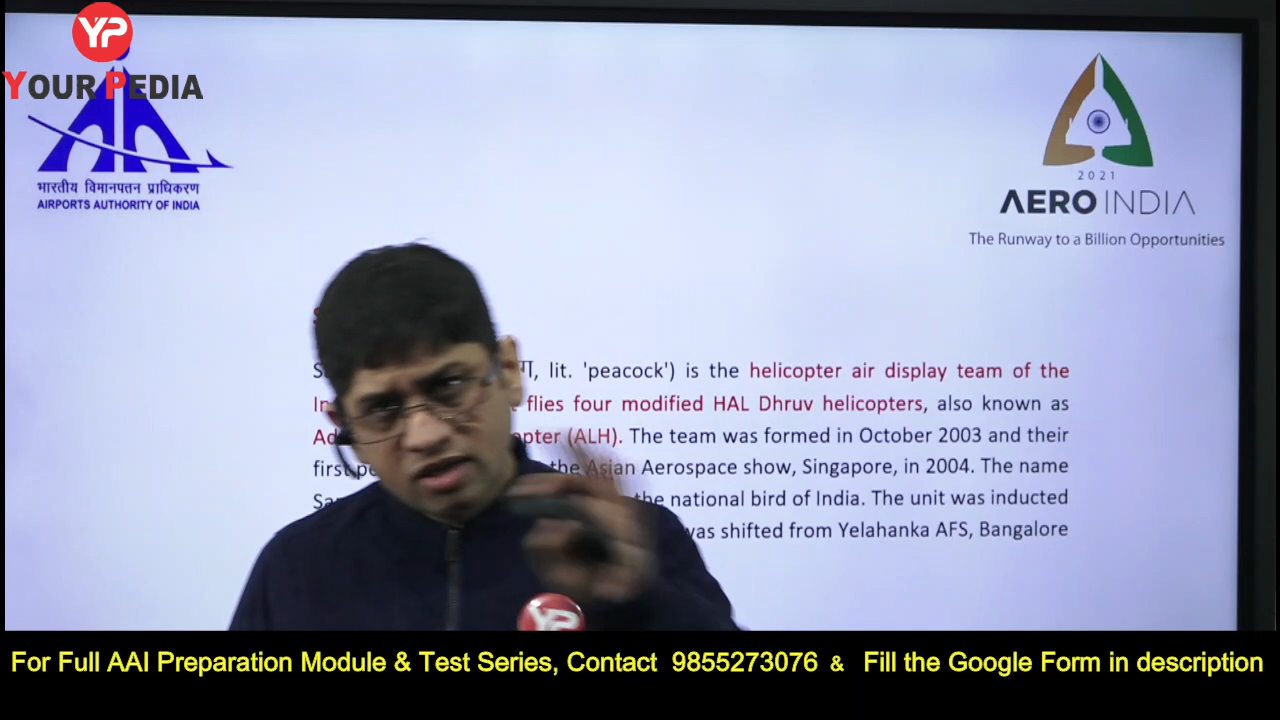 YP
YOUR PEDIA
भारतीय विमानपतन प्राधिकरण
AIRPORTS AUTHORITY OF INDIA
2021
AERO INDIA
The Runway to a Billion Opportunities
lit. 'peacock') is the helicopter air display team of the
flies four modified HAL Dhruv helicopters, also known as
(ALH). The team was formed in October 2003 and their
first the Asian Aerospace show, Singapore, in 2004. The name
the national bird of India. The unit was inducted
was shifted from Yelahanka AFS, Bangalore
YP
For Full AAI Preparation Module & Test Series, Contact 9855273076 & Fill the Google Form in description